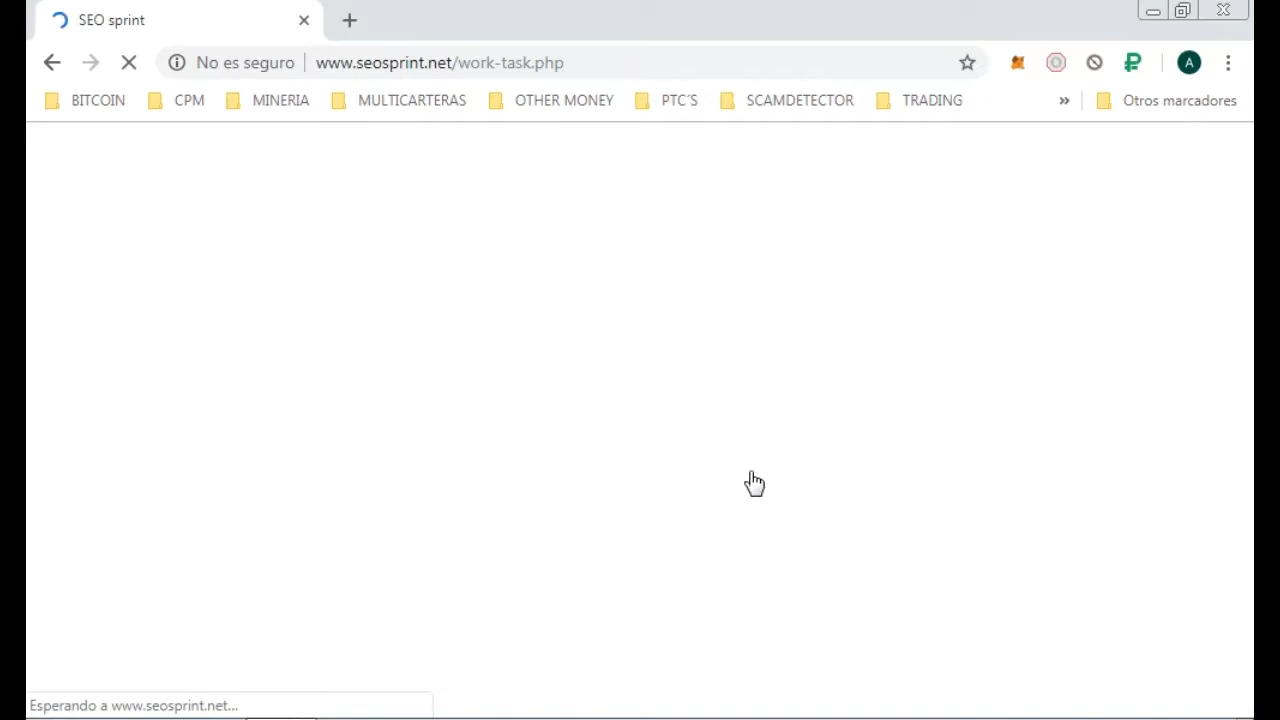 SEO sprint
No es seguro www.seosprint.net/work-task.php A
BITCOIN CPM MINERIA MULTICARTERAS OTHER MONEY PTC´S SCAMDETECTOR TRADING » Otros marcadores
Esperando a www.seosprint.net...